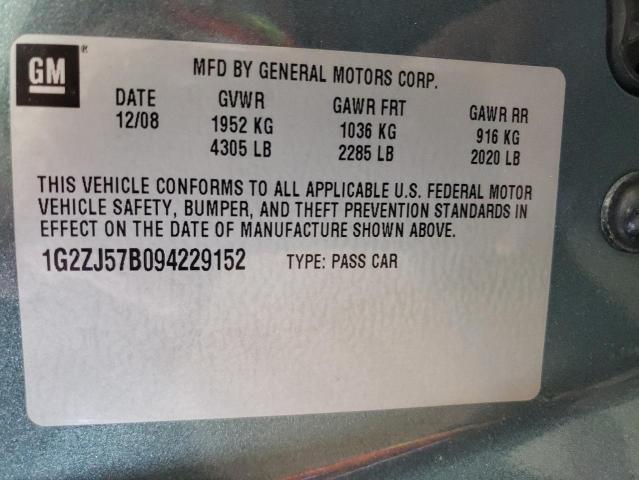 GM®
MFD BY GENERAL MOTORS CORP.
DATE GVWR GAWR FRT GAWR RR
12/08 1952 KG 1036 KG 916 KG
4305 LB 2285 LB 2020 LB
THIS VEHICLE CONFORMS TO ALL APPLICABLE U.S. FEDERAL MOTOR
VEHICLE SAFETY, BUMPER, AND THEFT PREVENTION STANDARDS IN
EFFECT ON THE DATE OF MANUFACTURE SHOWN ABOVE.
1G2ZJ57B094229152 TYPE: PASS CAR